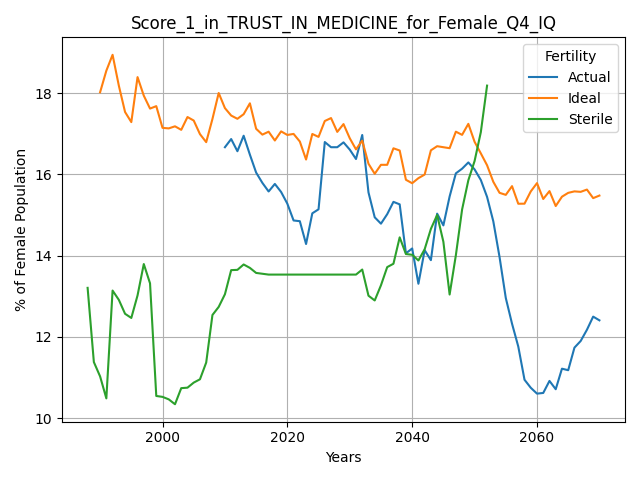 Score_1_in_TRUST_IN_MEDICINE_for_Female_Q4_IQ
Fertility
Actual
Ideal
Sterile
% of Female Population
18
16
14
12
10
2000
2020
2040
2060
Years